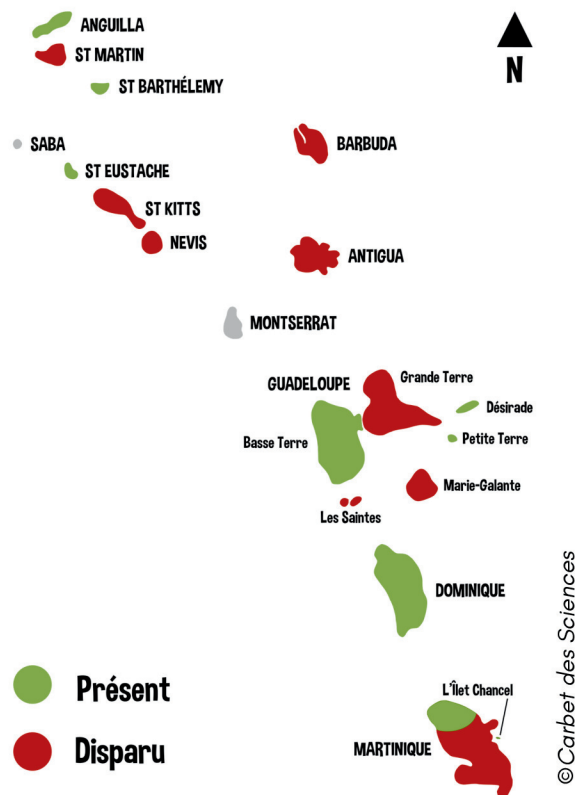 ANGUILLA
N
ST MARTIN
ST BARTHÉLEMY
SABA
BARBUDA
ST EUSTACHE
ST KITTS
NEVIS
ANTIGUA
MONTSERRAT
GUADELOUPE
Grande Terre
Désirade
Basse Terre
Petite Terre
Marie-Galante
Les Saintes
DOMINIQUE
Présent
L'Îlet Chancel
Disparu
MARTINIQUE
©Carbet des Sciences